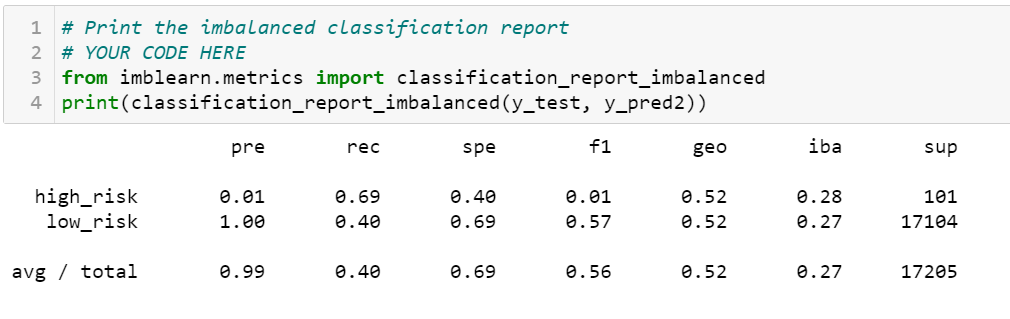 1 # Print the imbalanced classification report
2 # YOUR CODE HERE
3 from imblearn.metrics import classification_report_imbalanced
4 print(classification_report_imbalanced(y_test, y_pred2))
pre rec spe f1 geo iba sup
high_risk 0.01 0.69 0.40 0.01 0.52 0.28 101
low_risk 1.00 0.40 0.69 0.57 0.52 0.27 17104
avg / total 0.99 0.40 0.69 0.56 0.52 0.27 17205